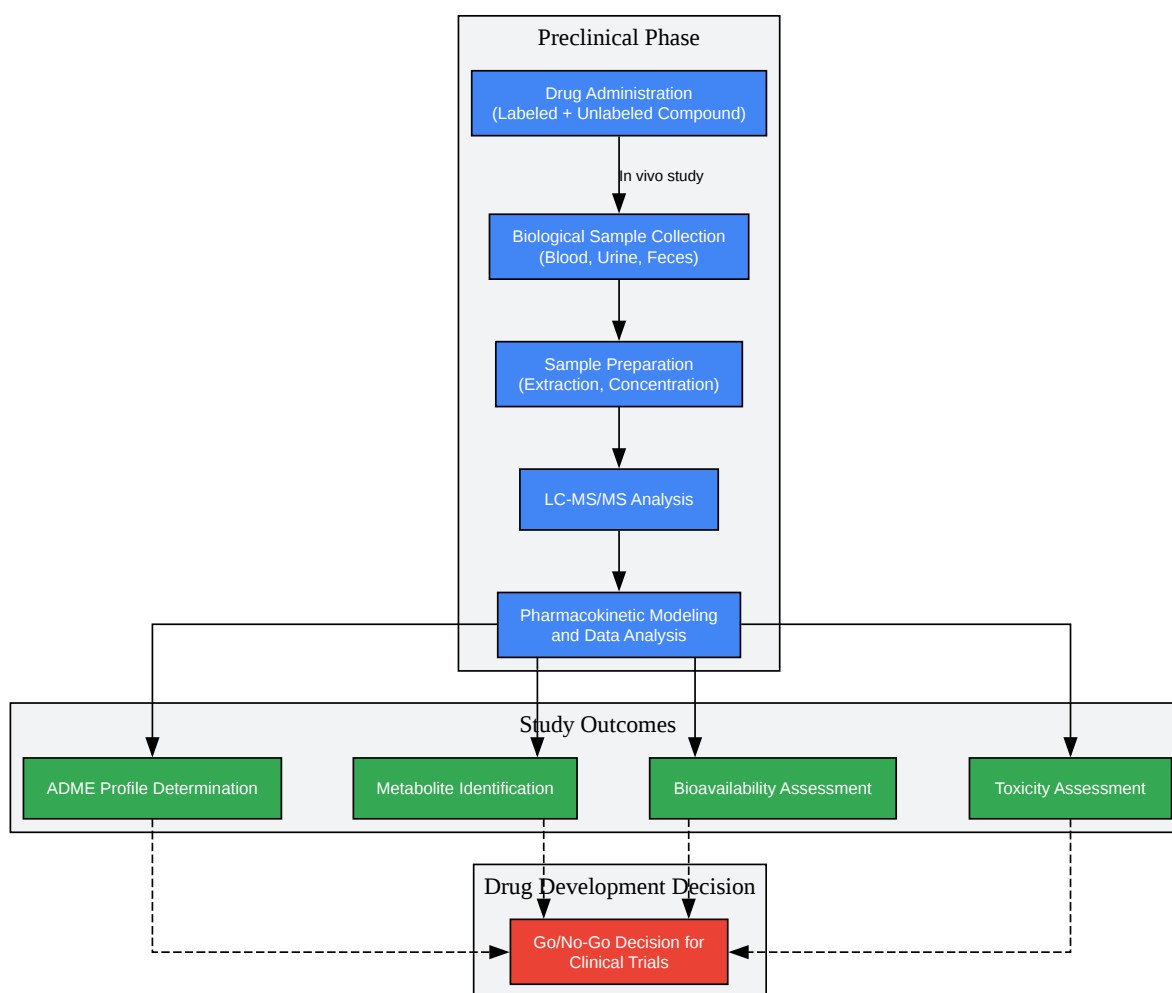 Preclinical Phase
Drug Administration
(Labeled + Unlabeled Compound)
In vivo study
Biological Sample Collection
(Blood, Urine, Feces)
Sample Preparation
(Extraction, Concentration)
LC-MS/MS Analysis
Pharmacokinetic Modeling
and Data Analysis
Study Outcomes
ADME Profile Determination
Metabolite Identification
Bioavailability Assessment
Toxicity Assessment
Drug Development Decision
Go/No-Go Decision for
Clinical Trials